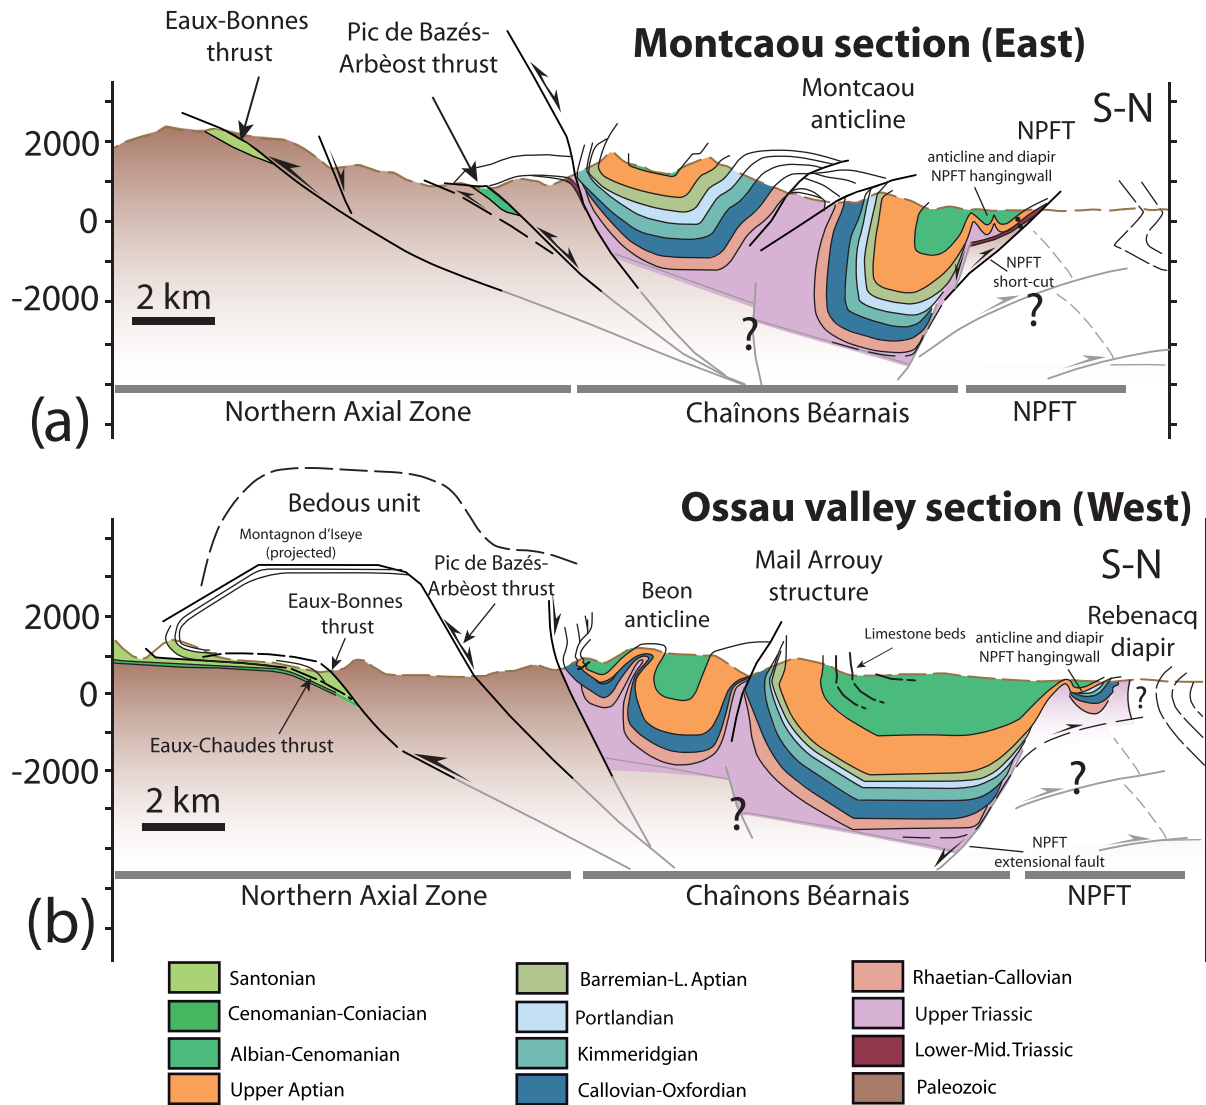 Eaux-Bonnes
thrust
Pic de Bazés-
Arbèost thrust
Montcaou section (East)
Montcaou
anticline
S-N
NPFT
anticline and diapir
NPFT hangingwall
2000
0
-2000
2 km
NPFT
short-cut
?
?
(a)
Northern Axial Zone
Chaînons Béarnais
NPFT
Bedous unit
Ossau valley section (West)
Montagnon d'Iseye
(projected)
Pic de Bazés-
Arbèost thrust
Mail Arrouy
structure
S-N
Beon
anticline
Eaux-Bonnes
thrust
Rebenacq
diapir
Limestone beds
anticline and diapir
NPFT hangingwall
2000
0
-2000
Eaux-Chaudes thrust
?
?
?
2 km
NPFT
extensional fault
(b)
Northern Axial Zone
Chaînons Béarnais
NPFT
Santonian
Cenomanian-Coniacian
Albian-Cenomanian
Upper Aptian
Barremian-L. Aptian
Portlandian
Kimmeridgian
Callovian-Oxfordian
Rhaetian-Callovian
Upper Triassic
Lower-Mid. Triassic
Paleozoic